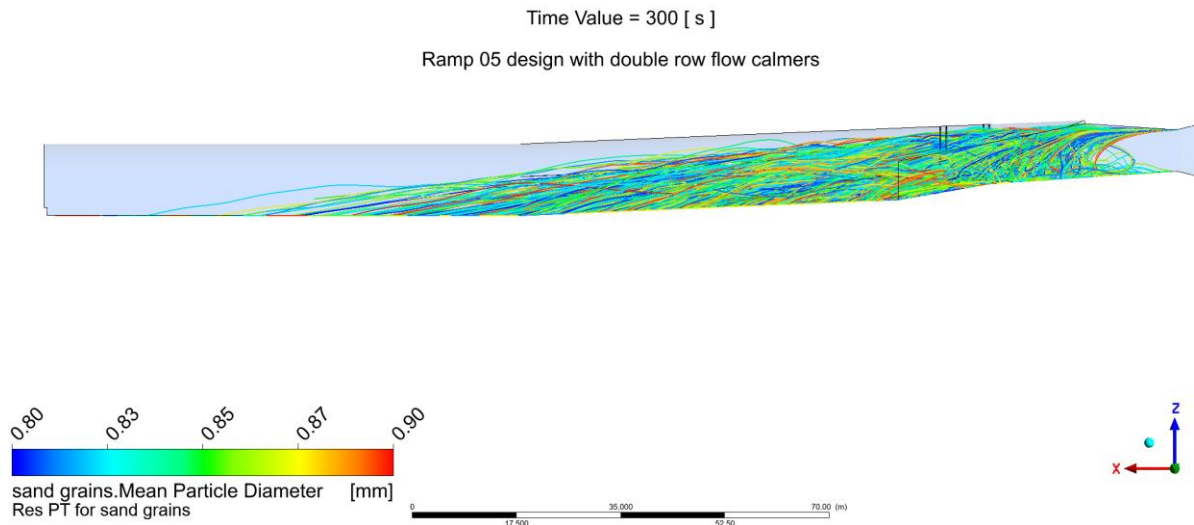 Time Value = 300 [ s ]
Ramp 05 design with double row flow calmers
0.80 0.83 0.85 0.87 0.90
sand grains.Mean Particle Diameter [mm]
Res PT for sand grains
0 35.000 70.00 (m)
17.500 52.50
Z
X